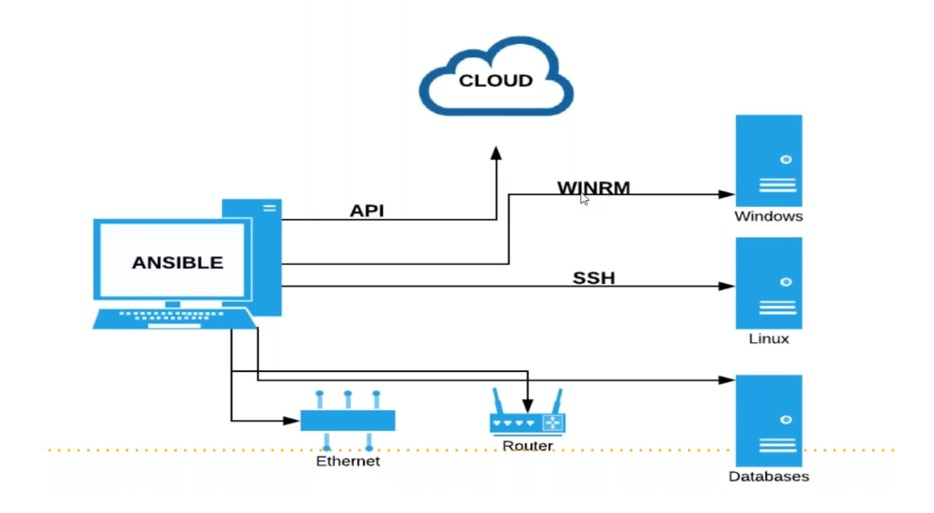 CLOUD
WINRM
Windows
API
ANSIBLE
SSH
Linux
Router
Ethernet
Databases